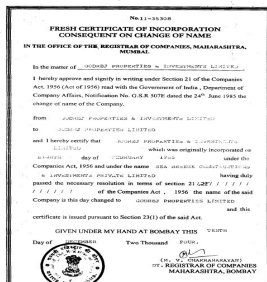 No.11-35308
FRESH CERTIFICATE OF INCORPORATION
CONSEQUENT ON CHANGE OF NAME
IN THE OFFICE OF THE REGISTRAR OF COMPANIES, MAHARASHTRA,
MUMBAI
In the matter of GODREJ PROPERTIES & INVESTMENTS LIMITED
I hereby approve and signify in writing under Section 21 of the Companies
Act, 1956 (Act of 1956) read with the Government of India, Department of
Company Affairs, Notification No. G.S.R 507E dated the 24th June 1985 the
change of name of the Company.
from GODREJ PROPERTIES & INVESTMENTS LIMITED
to GODREJ PROPERTIES LIMITED
and I hereby certify that GODREJ PROPERTIES & INVESTMENTS
LIMITED which was originally incorporated on
day of FEBRUARY 1985 under the
Companies Act, 1956 and under the name SEA BREEZE
& INVESTMENTS PRIVATE LIMITED having duly
passed the necessary resolution in terms of section 21
/ / / / / / / of the Companies Act, 1956 the name of the said
Company is this day changed to GODREJ PROPERTIES LIMITED
and this
certificate is issued pursuant to Section 23(1) of the said Act.
GIVEN UNDER MY HAND AT BOMBAY THIS TENTH
Day of DECEMBER Two Thousand FOUR.
DY. REGISTRAR OF COMPANIES
MAHARASHTRA, BOMBAY